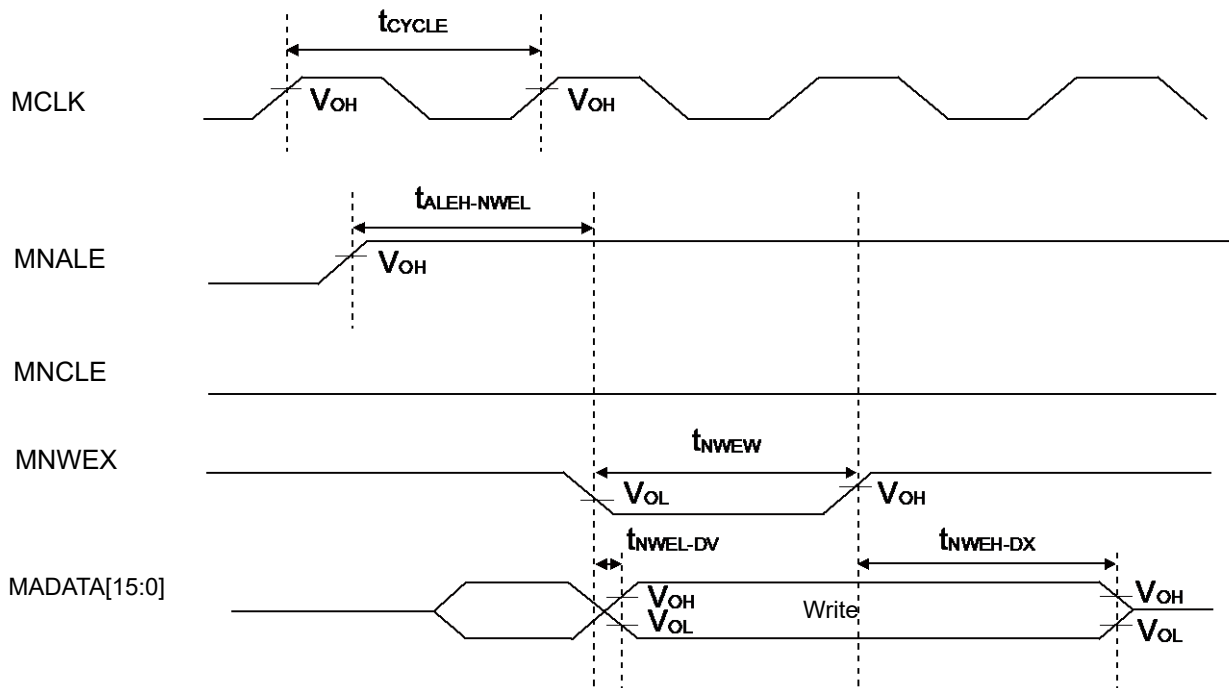 tCYCLE
MCLK
VOH
VOH
tALEH-NWEL
MNALE
VOH
MNCLE
tNWEW
MNWEX
VOL
VOH
tNWEL-DV
tNWEH-DX
MADATA[15:0]
VOH
Write
VOH
VOL
VOL